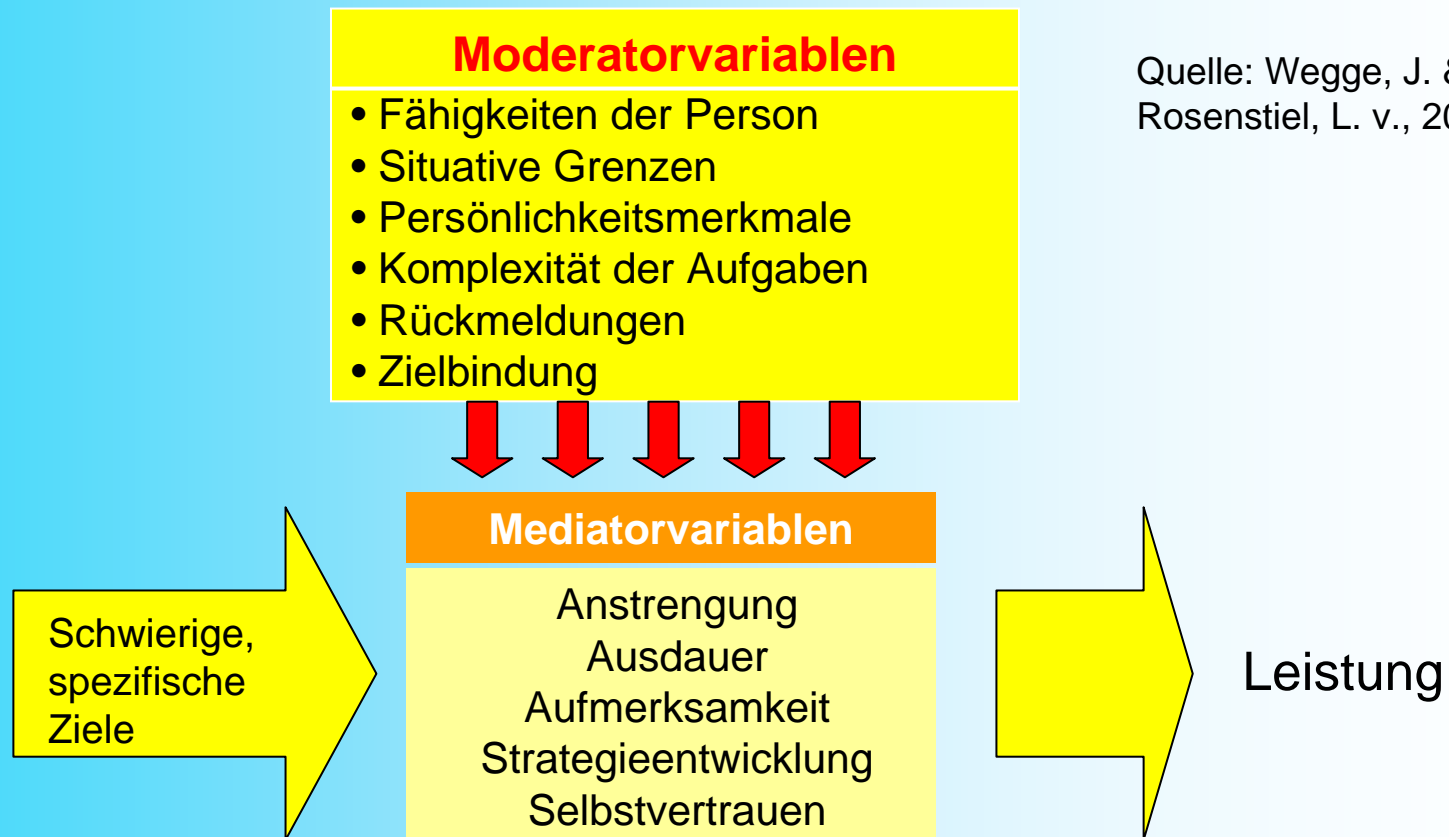 Moderatorvariablen
• Fähigkeiten der Person
• Situative Grenzen
• Persönlichkeitsmerkmale
• Komplexität der Aufgaben
• Rückmeldungen
• Zielbindung
Quelle: Wegge, J. &
Rosenstiel, L. v., 20
Mediatorvariablen
Anstrengung
Ausdauer
Aufmerksamkeit
Strategieentwicklung
Selbstvertrauen
Schwierige,
spezifische
Ziele
Leistung